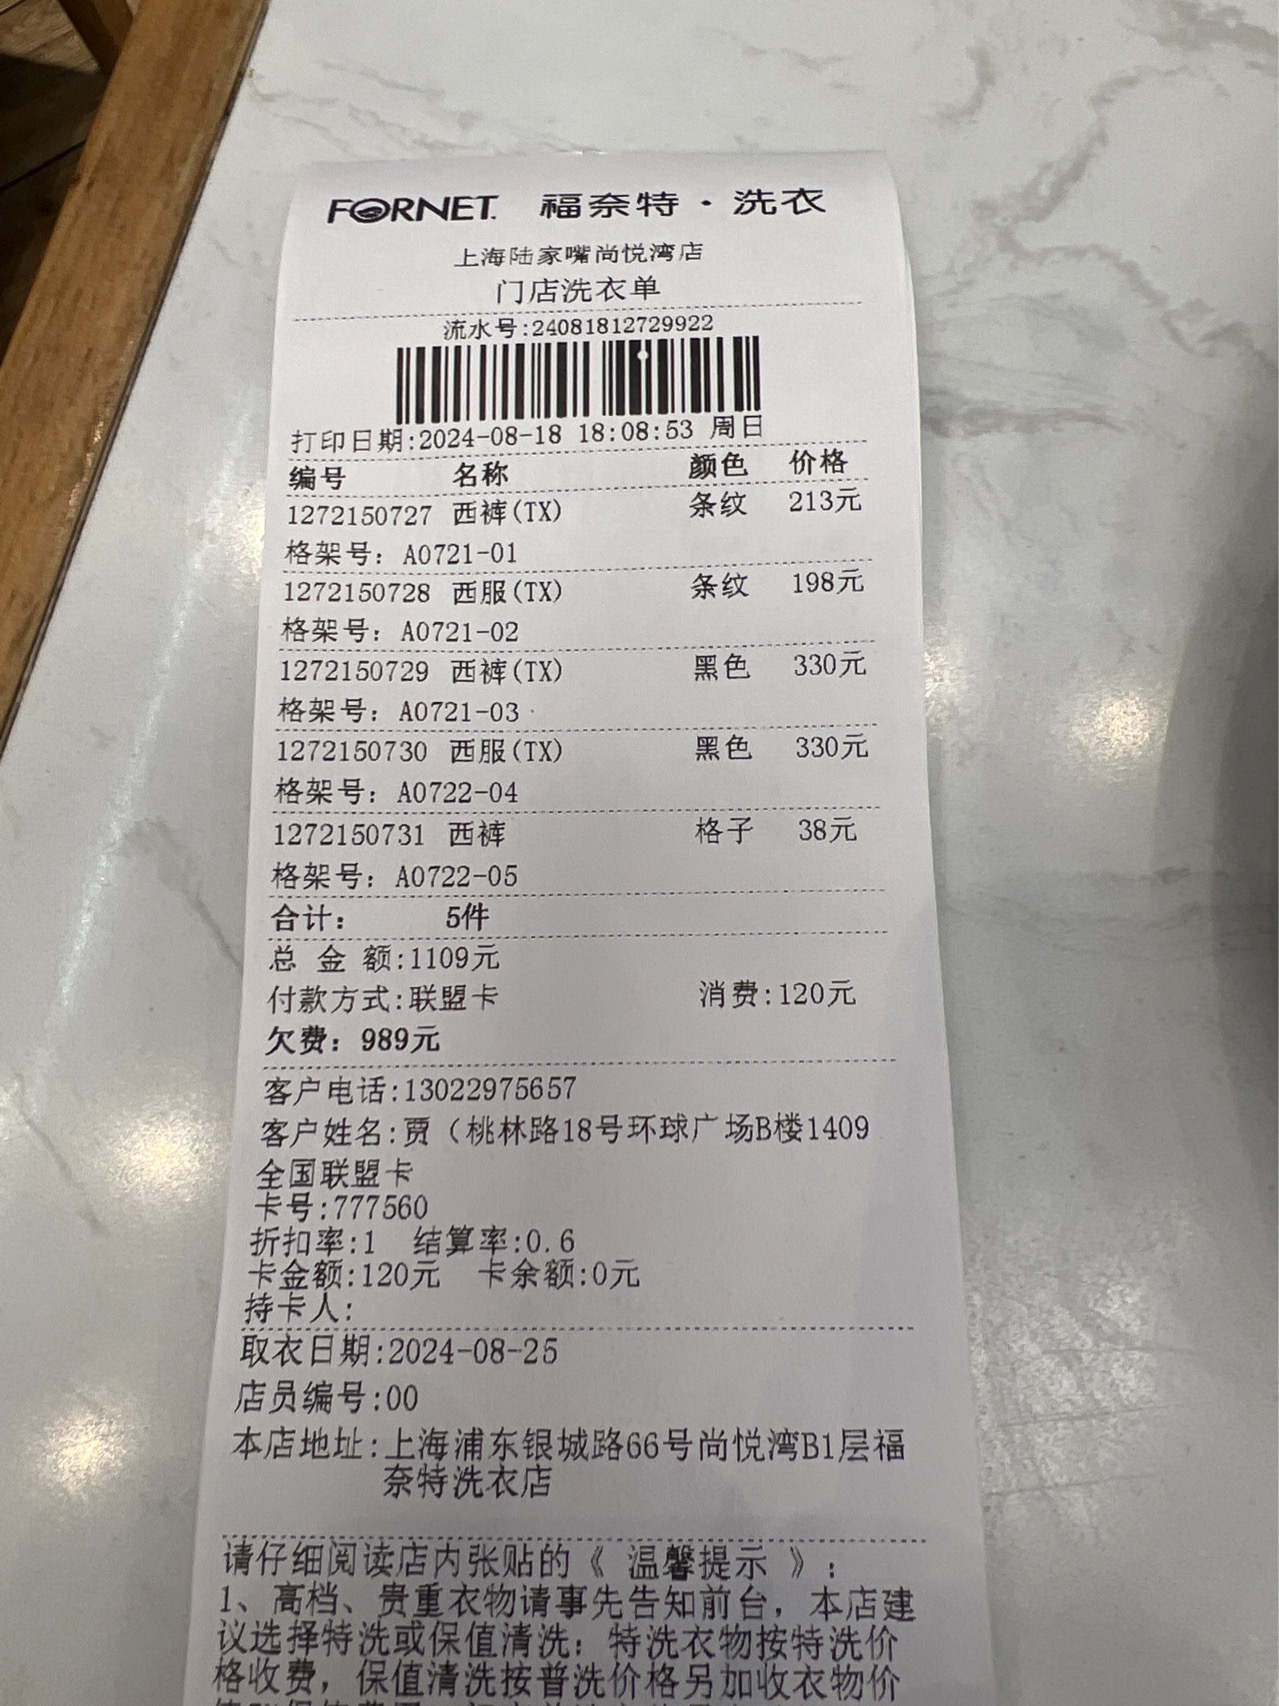 FORNET. 福奈特·洗衣
上海陆家嘴尚悦湾店
门店洗衣单
流水号:24081812729922
打印日期:2024-08-18 18:08:53 周日
编号 名称 颜色 价格
1272150727 西裤(TX) 条纹 213元
格架号: A0721-01
1272150728 西服(TX) 条纹 198元
格架号: A0721-02
1272150729 西裤(TX) 黑色 330元
格架号: A0721-03
1272150730 西服(TX) 黑色 330元
格架号: A0722-04
1272150731 西裤 格子 38元
格架号: A0722-05
合计: 5件
总 金 额:1109元
付款方式:联盟卡 消费:120元
欠费: 989元
客户电话:13022975657
客户姓名:贾（桃林路18号环球广场B楼1409
全国联盟卡
卡号:777560
折扣率:1 结算率:0.6
卡金额:120元 卡余额:0元
持卡人:
取衣日期:2024-08-25
店员编号:00
本店地址:上海浦东银城路66号尚悦湾B1层福
奈特洗衣店
请仔细阅读店内张贴的《 温馨提示 》:
1、高档、贵重衣物请事先告知前台，本店建
议选择特洗或保值清洗；特洗衣物按特洗价
格收费，保值清洗按普洗价格另加收衣物价